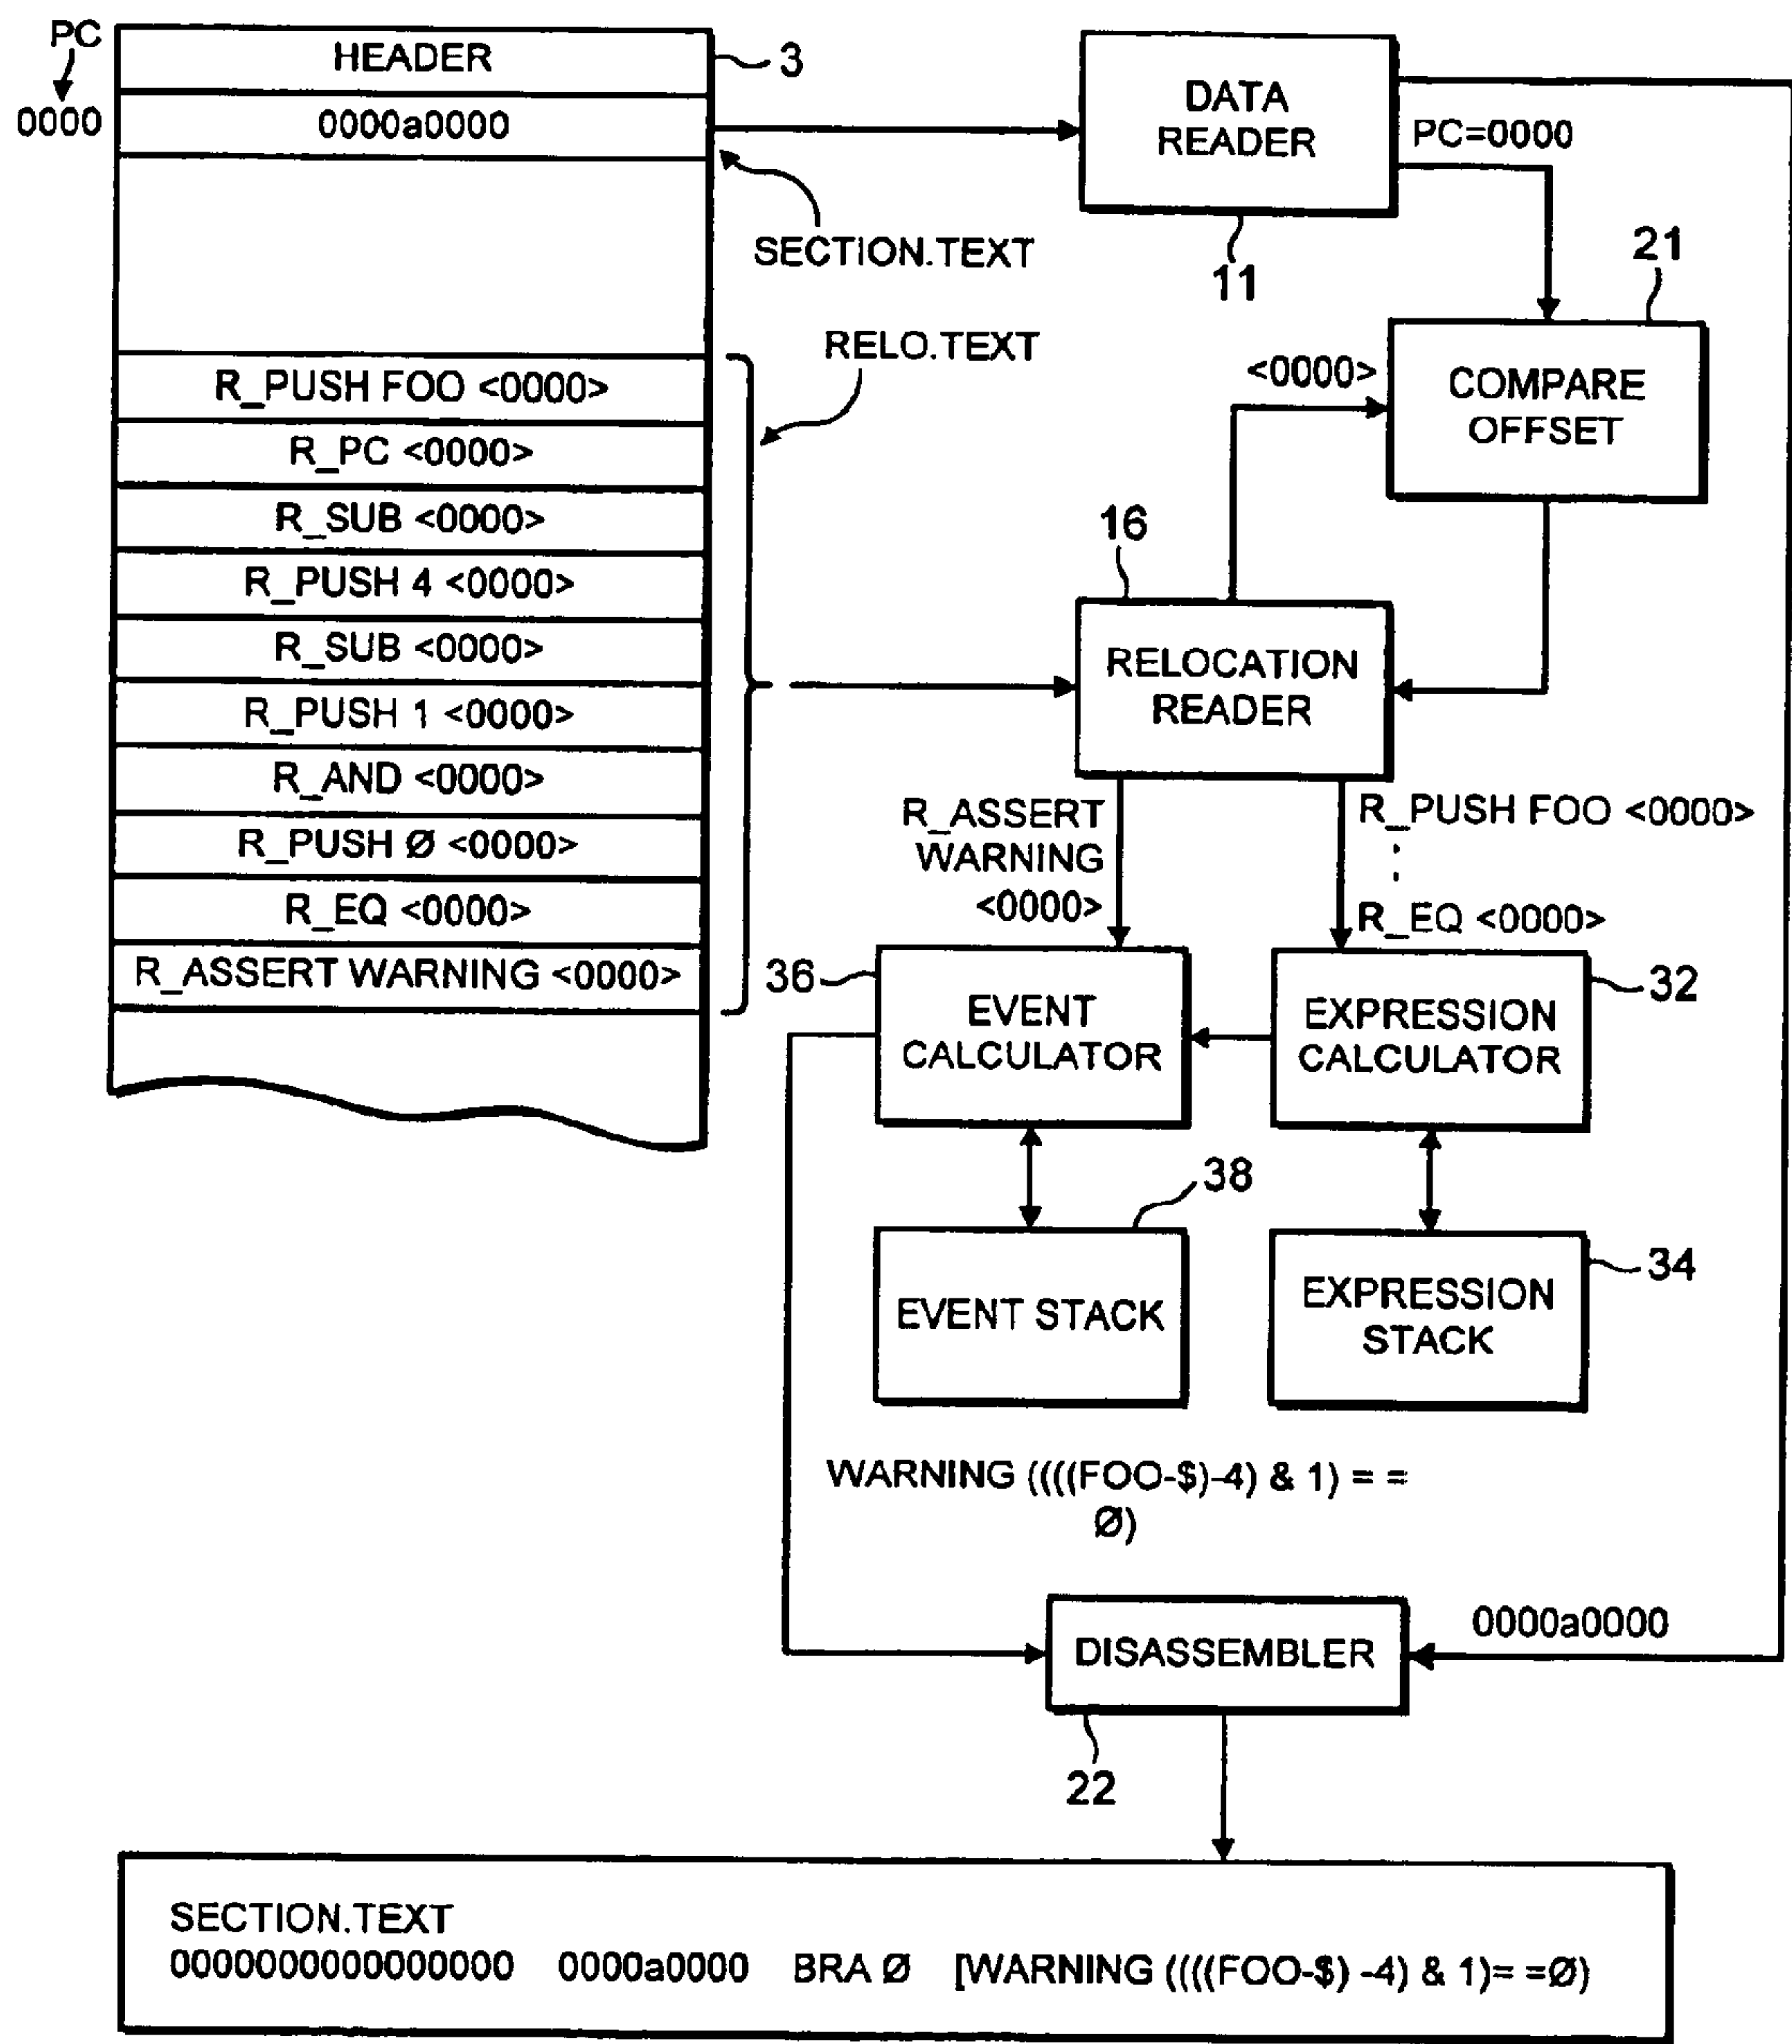 PC
HEADER
3
0000
0000a0000
DATA
READER
PC=0000
11
SECTION.TEXT
21
RELO.TEXT
<0000>
COMPARE
OFFSET
R_PUSH FOO <0000>
R_PC <0000>
R_SUB <0000>
R_PUSH 4 <0000>
R_SUB <0000>
R_PUSH 1 <0000>
R_AND <0000>
R_PUSH Ø <0000>
R_EQ <0000>
R_ASSERT WARNING <0000>
16
RELOCATION
READER
R_ASSERT
WARNING
<0000>
R_PUSH FOO <0000>
R_EQ <0000>
36
EVENT
CALCULATOR
EXPRESSION
CALCULATOR
32
38
EVENT STACK
34
EXPRESSION
STACK
WARNING ((((FOO-$)-4) & 1) = =
Ø)
DISASSEMBLER
0000a0000
22
SECTION.TEXT
0000000000000000 0000a0000 BRA Ø [WARNING ((((FOO-$) -4) & 1)= =Ø)